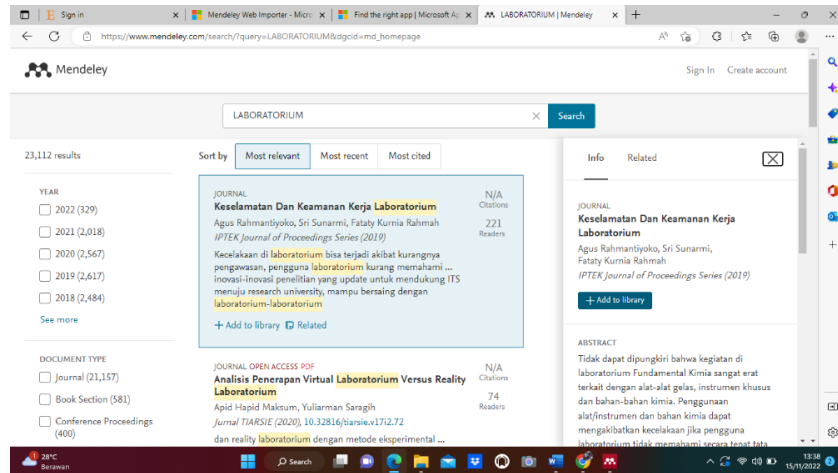 Sign in
Mendeley Web Importer - Micro
Find the right app | Microsoft Ap
LABORATORIUM | Mendeley
https://www.mendeley.com/search/?query=LABORATORIUM&dgcid=md_homepage
Mendeley
Sign In Create account
LABORATORIUM
Search
23,112 results
Sort by Most relevant Most recent Most cited
YEAR
2022 (329)
2021 (2,018)
2020 (2,567)
2019 (2,617)
2018 (2,484)
See more
DOCUMENT TYPE
Journal (21,157)
Book Section (581)
Conference Proceedings
(400)
JOURNAL
Keselamatan Dan Keamanan Kerja Laboratorium
Agus Rahmantiyoko, Sri Sunarmi, Fataty Kurnia Rahmah
IPTEK Journal of Proceedings Series (2019)
Kecelakaan di laboratorium bisa terjadi akibat kurangnya
pengawasan, pengguna laboratorium kurang memahami ...
inovasi-inovasi penelitian yang update untuk mendukung ITS
menuju research university, mampu bersaing dengan
laboratorium-laboratorium
Add to library Related
N/A
Citations
221
Readers
JOURNAL OPEN ACCESS PDF
Analisis Penerapan Virtual Laboratorium Versus Reality
Laboratorium
Apid Hapid Maksum, Yuliarman Saragih
Jurnal TIARSIE (2020), 10.32816/tiarsie.v17i2.72
dan reality laboratorium dengan metode eksperimental ...
N/A
Citations
74
Readers
Info Related
JOURNAL
Keselamatan Dan Keamanan Kerja
Laboratorium
Agus Rahmantiyoko, Sri Sunarmi,
Fataty Kurnia Rahmah
IPTEK Journal of Proceedings Series (2019)
+ Add to library
ABSTRACT
Tidak dapat dipungkiri bahwa kegiatan di
laboratorium Fundamental Kimia sangat erat
terkait dengan alat-alat gelas, instrumen khusus
dan bahan-bahan kimia. Penggunaan
alat/instrumen dan bahan kimia dapat
mengakibatkan kecelakaan jika pengguna
laboratorium tidak memahami secara tepat tata
1
28°C
Berawan
Search
13:38
15/11/2022